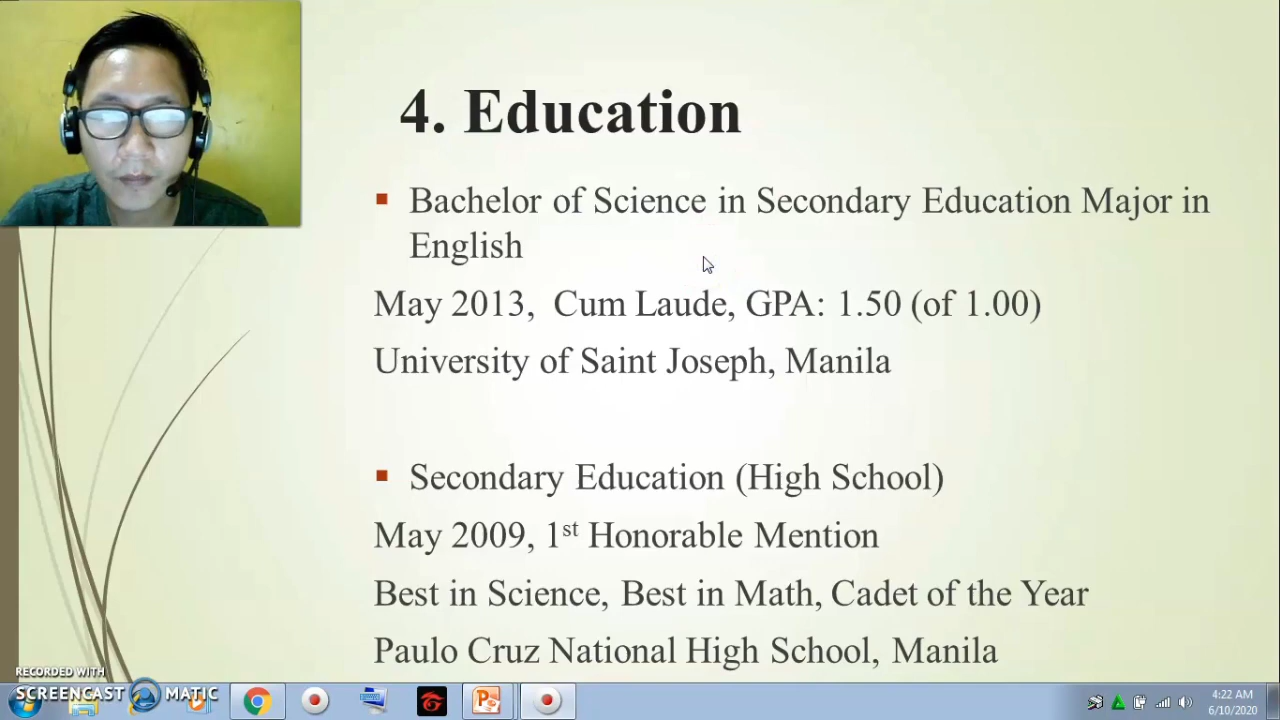 4. Education
Bachelor of Science in Secondary Education Major in
English
May 2013, Cum Laude, GPA: 1.50 (of 1.00)
University of Saint Joseph, Manila
Secondary Education (High School)
May 2009, 1st Honorable Mention
Best in Science, Best in Math, Cadet of the Year
Paulo Cruz National High School, Manila
RECORDED WITH
SCREENCAST MATIC
4:22 AM
6/10/2020